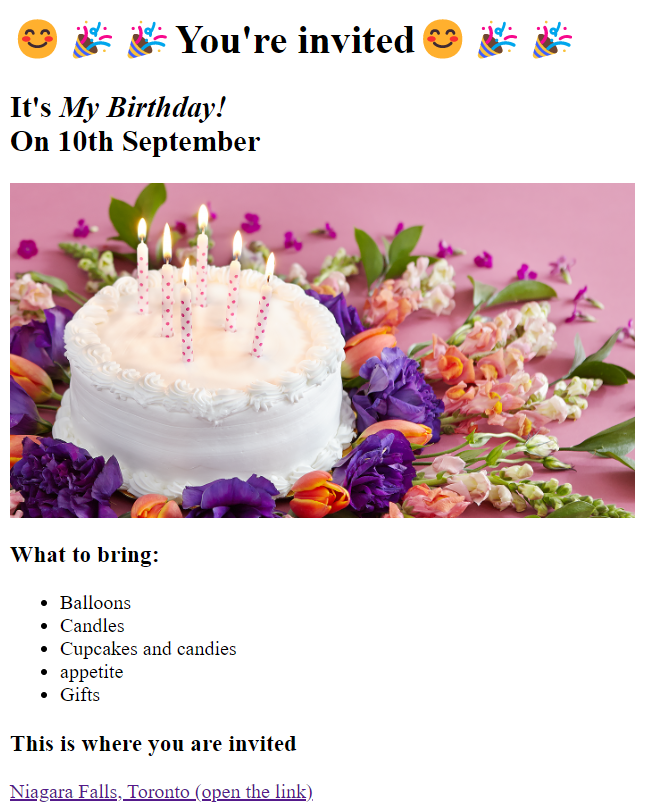 😊 🎉 🎉 You're invited 😊 🎉 🎉
It's My Birthday!
On 10th September
What to bring:
• Balloons
• Candles
• Cupcakes and candies
• appetite
• Gifts
This is where you are invited
Niagara Falls, Toronto (open the link)